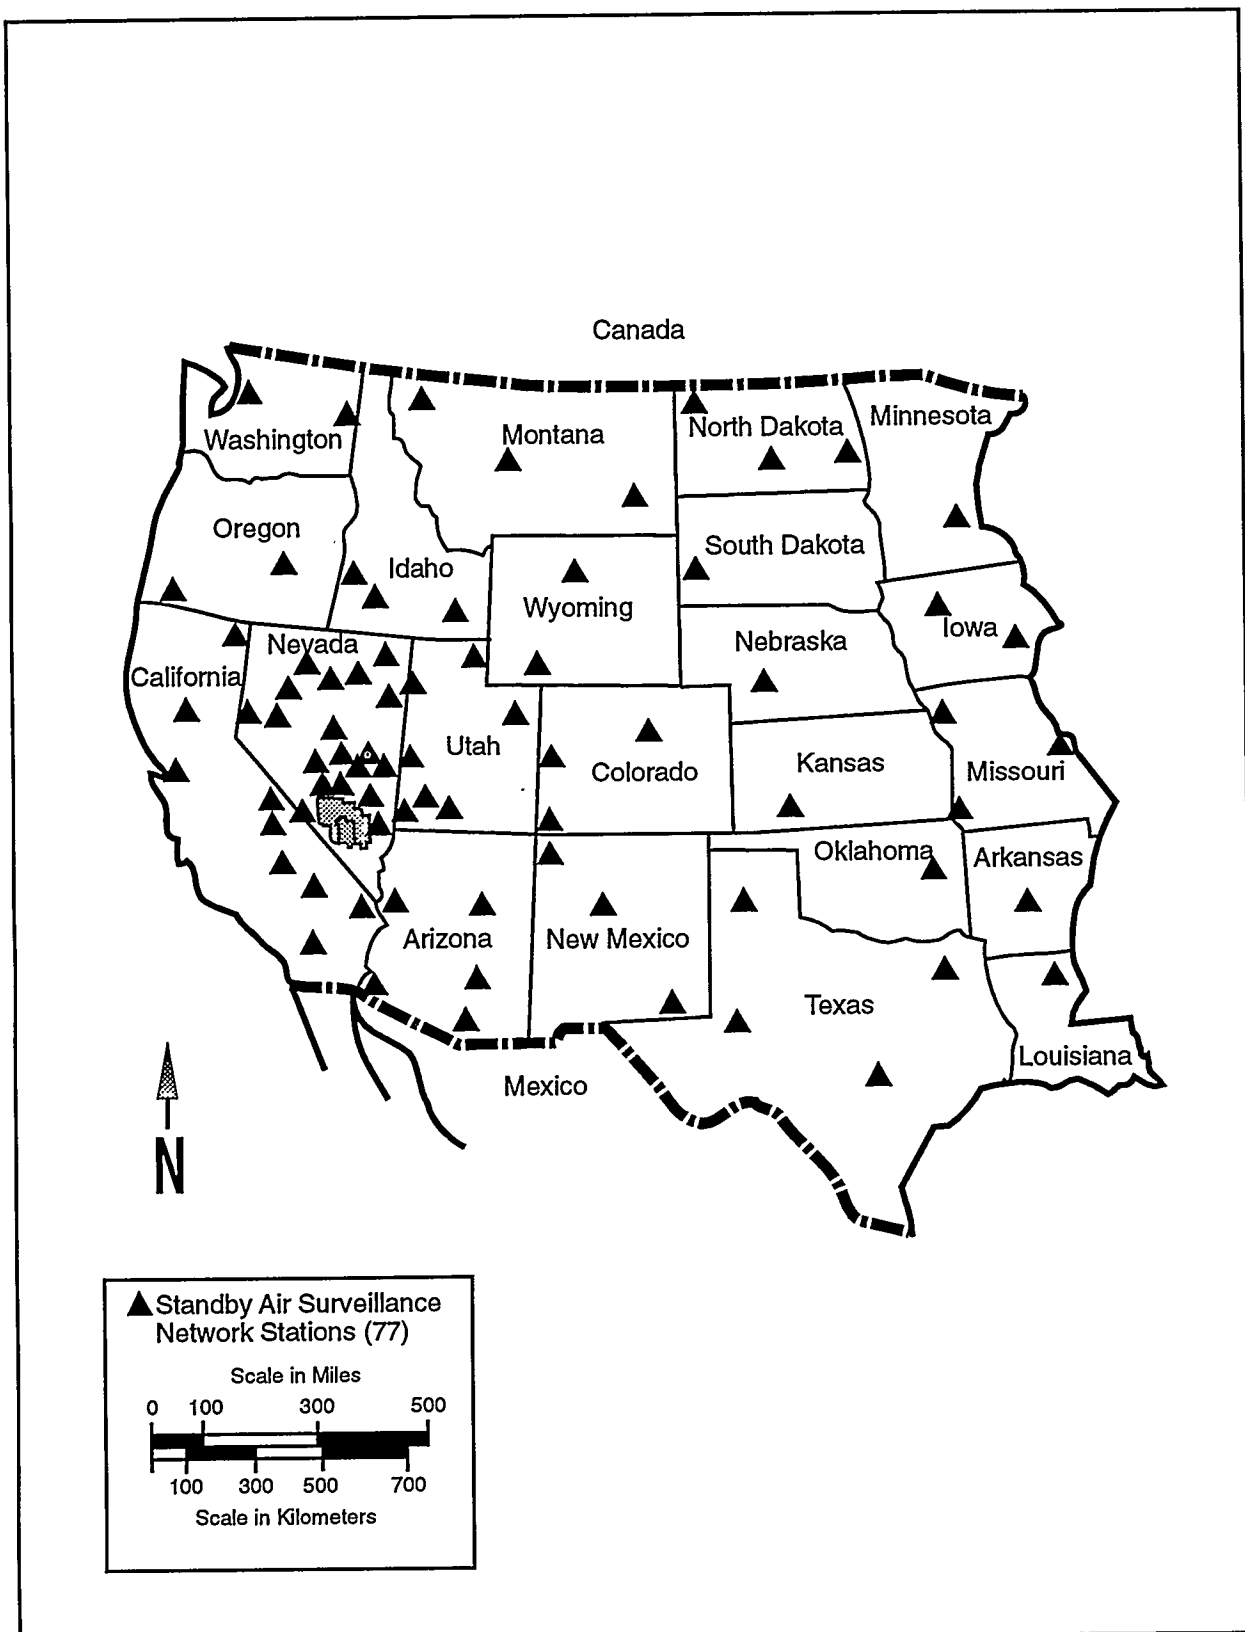 Canada
Washington
Montana
North Dakota
Minnesota
Oregon
Idaho
South Dakota
Wyoming
Iowa
Nevada
Nebraska
California
Utah
Colorado
Kansas
Missouri
Oklahoma
Arkansas
Arizona
New Mexico
Texas
Louisiana
Mexico
N
Standby Air Surveillance
Network Stations (77)
Scale in Miles
0 100 300 500
100 300 500 700
Scale in Kilometers